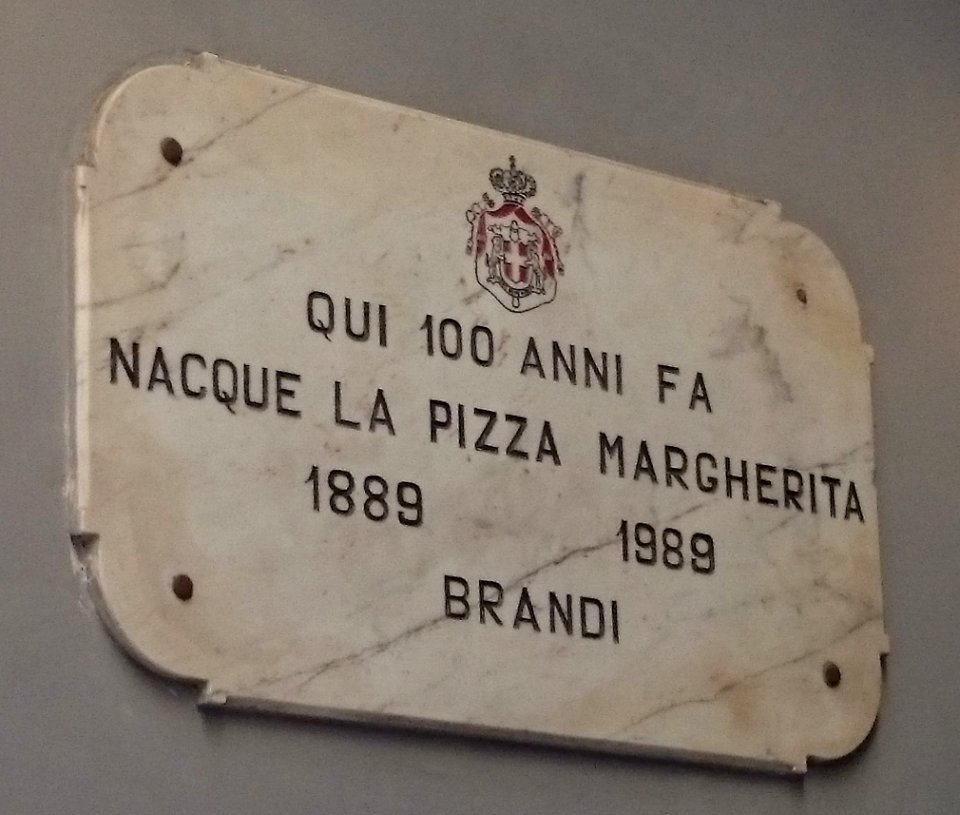 QUI 100 ANNI FA
NACQUE LA PIZZA MARGHERITA
1889 1989
BRANDI